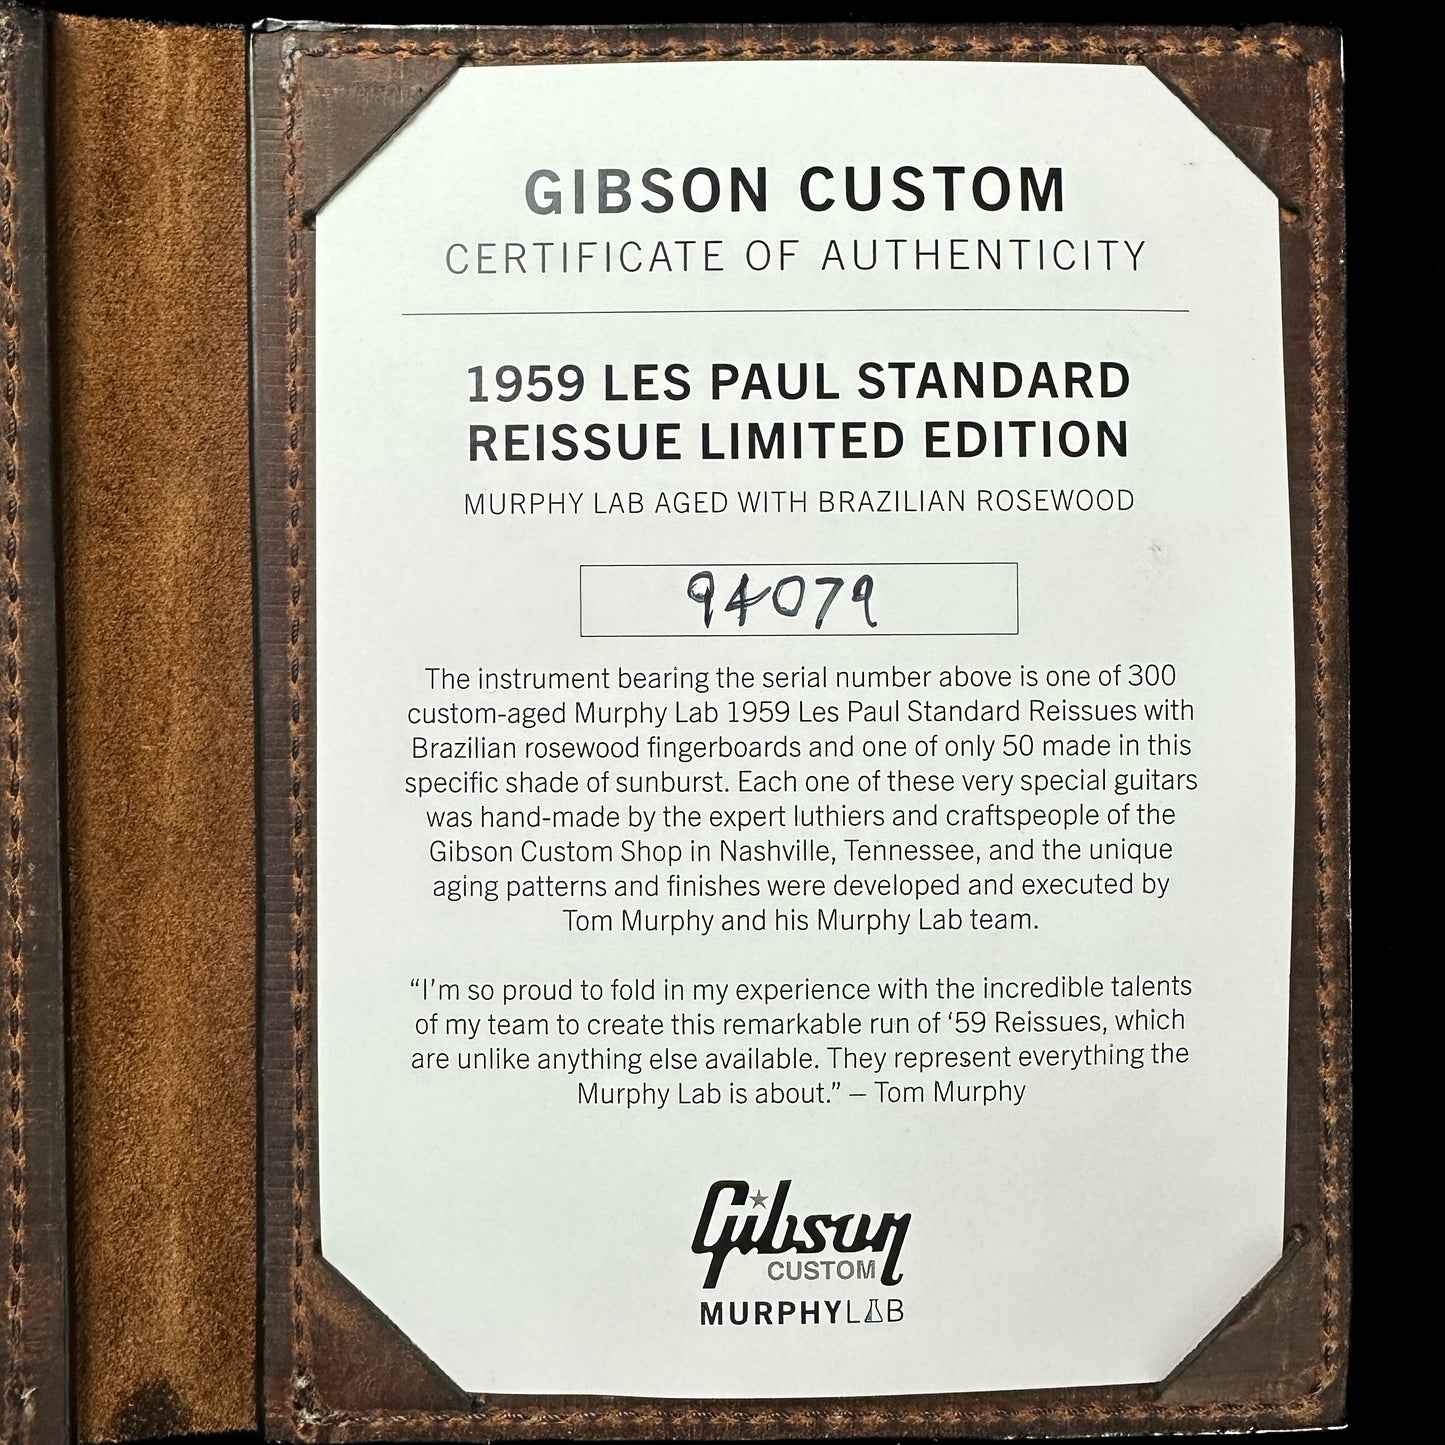 GIBSON CUSTOM
CERTIFICATE OF AUTHENTICITY
1959 LES PAUL STANDARD
REISSUE LIMITED EDITION
MURPHY LAB AGED WITH BRAZILIAN ROSEWOOD
94079
The instrument bearing the serial number above is one of 300
custom-aged Murphy Lab 1959 Les Paul Standard Reissues with
Brazilian rosewood fingerboards and one of only 50 made in this
specific shade of sunburst. Each one of these very special guitars
was hand-made by the expert luthiers and craftspeople of the
Gibson Custom Shop in Nashville, Tennessee, and the unique
aging patterns and finishes were developed and executed by
Tom Murphy and his Murphy Lab team.
“I’m so proud to fold in my experience with the incredible talents
of my team to create this remarkable run of ‘59 Reissues, which
are unlike anything else available. They represent everything the
Murphy Lab is about.” – Tom Murphy
Gibson
CUSTOM
MURPHYLAB